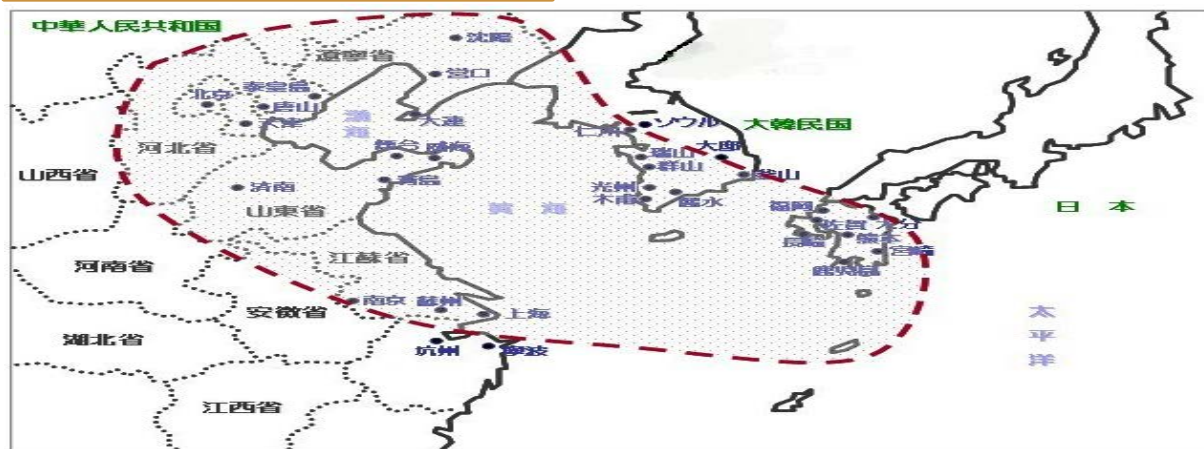 中華人民共和国
瀋陽
遼寧省
営口
秦皇島
北京
唐山
渤海
大連
天津
仁川
ソウル
大韓民国
河北省
煙台
威海
瑞山
大邱
群山
山西省
青島
釜山
済南
光州
木浦
麗水
山東省
黄海
福岡
日本
佐賀
大分
長崎
熊本
河南省
江蘇省
宮崎
鹿児島
南京
蘇州
安徽省
上海
太平洋
湖北省
杭州
寧波
江西省